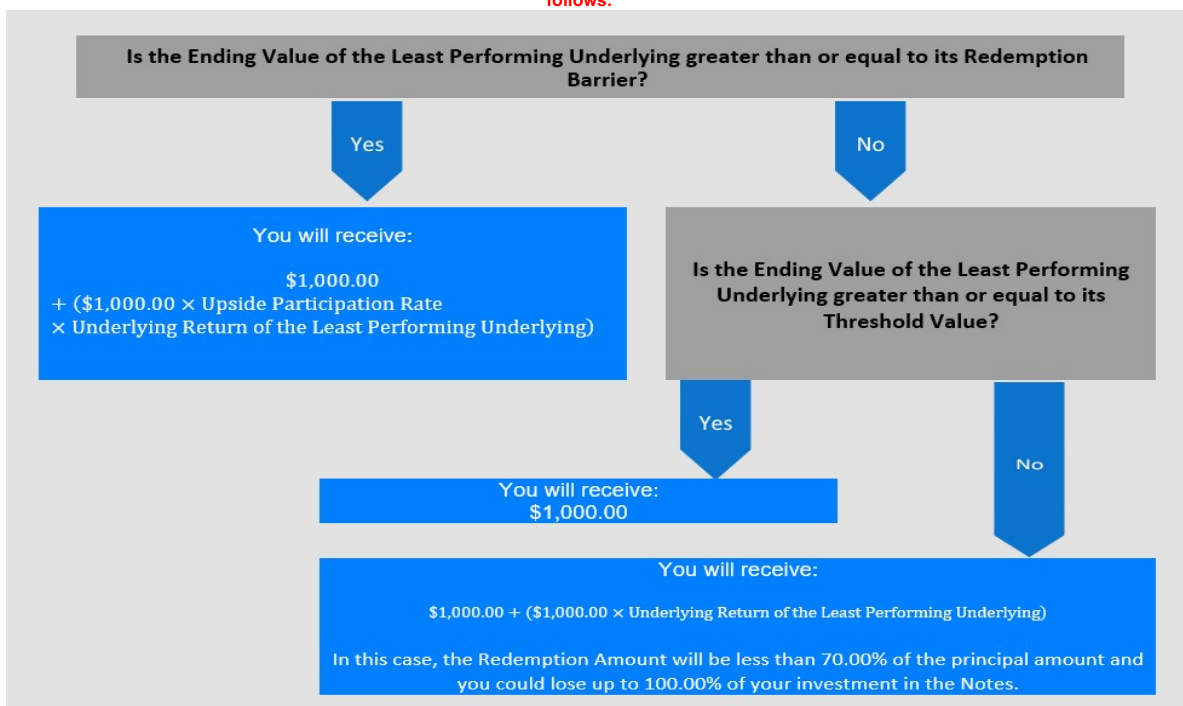 follows:
Is the Ending Value of the Least Performing Underlying greater than or equal to its Redemption
Barrier?
Yes
No
You will receive:
$1,000.00
+ ($1,000.00 × Upside Participation Rate
× Underlying Return of the Least Performing Underlying)
Is the Ending Value of the Least Performing
Underlying greater than or equal to its
Threshold Value?
Yes
No
You will receive:
$1,000.00
You will receive:
$1,000.00 + ($1,000.00 × Underlying Return of the Least Performing Underlying)
In this case, the Redemption Amount will be less than 70.00% of the principal amount and
you could lose up to 100.00% of your investment in the Notes.